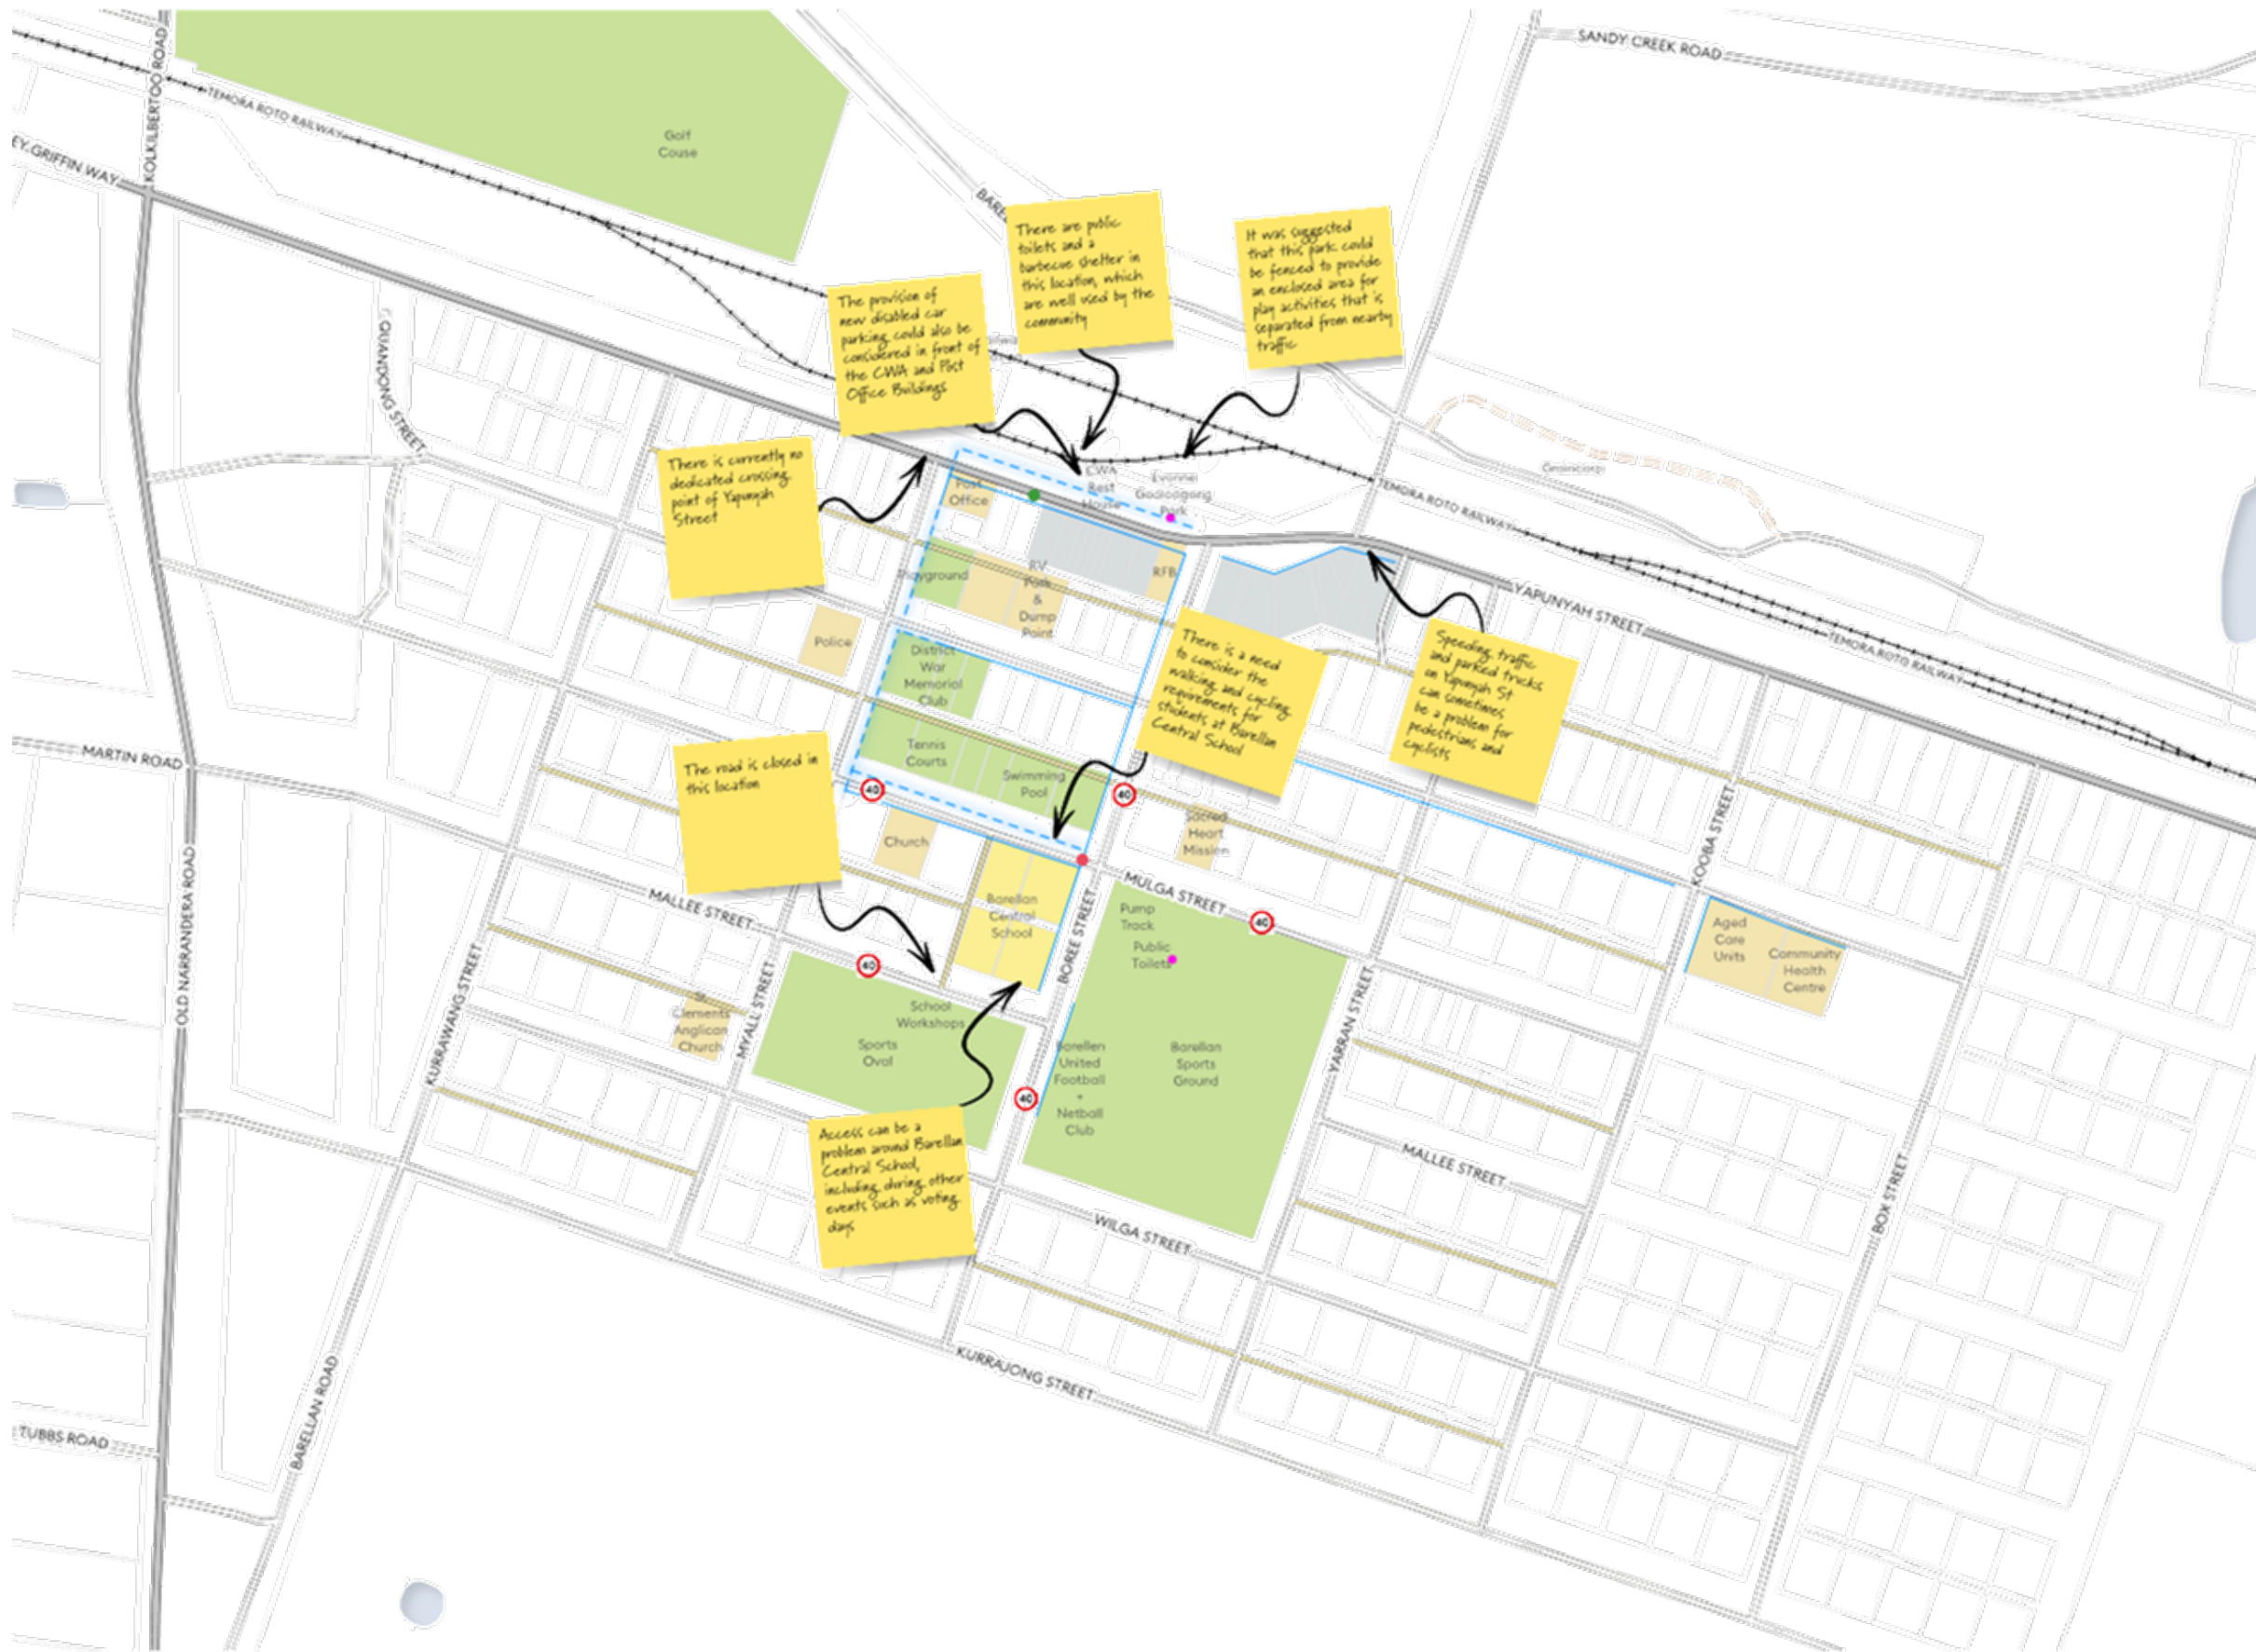 SANDY CREEK ROAD
KOLKILBERTOO ROAD
TEMORA ROTO RAILWAY
EY GRIFFIN WAY
Golf
Couse
BARE
There are public
toilets and a
barbecue shelter in
this location, which
are well used by the
community
It was suggested
that this park could
be fenced to provide
an enclosed area for
play activities that is
separated from nearby
traffic
The provision of
new disabled car
parking could also be
considered in front of
the CWA and Post
Office Buildings
QUANDONG STREET
There is currently no
dedicated crossing
point of Yapunyah
Street
CWA
Rest
House
Evonnei
Goolagong
Park
Post
Office
TEMORA ROTO RAILWAY
Playground
RV
Park
&
Dump
Point
RFB
YAPUNYAH STREET
TEMORA ROTO RAILWAY
Police
District
War
Memorial
Club
There is a need
to consider the
walking and cycling
requirements for
students at Barellan
Central School
Speeding traffic
and parked trucks
on Yapunyah St
can sometimes
be a problem for
pedestrians and
cyclists
MARTIN ROAD
The road is closed in
this location
Tennis
Courts
Swimming
Pool
40
40
Church
Sacred
Heart
Mission
KOOBA STREET
OLD NARRANDERA ROAD
MALLEE STREET
MULGA STREET
Barellan
Central
School
BOREE STREET
Pump
Track
Public
Toilets
40
40
Aged
Care
Units
Community
Health
Centre
KURRAWANG STREET
MYALL STREET
St
Clements
Anglican
Church
School
Workshops
Sports
Oval
Barellen
United
Football
+
Netball
Club
Barellan
Sports
Ground
YARRAN STREET
40
Access can be a
problem around Barellan
Central School,
including during other
events such as voting
days
MALLEE STREET
BOX STREET
WILGA STREET
KURRAJONG STREET
BARELLAN ROAD
TUBBS ROAD